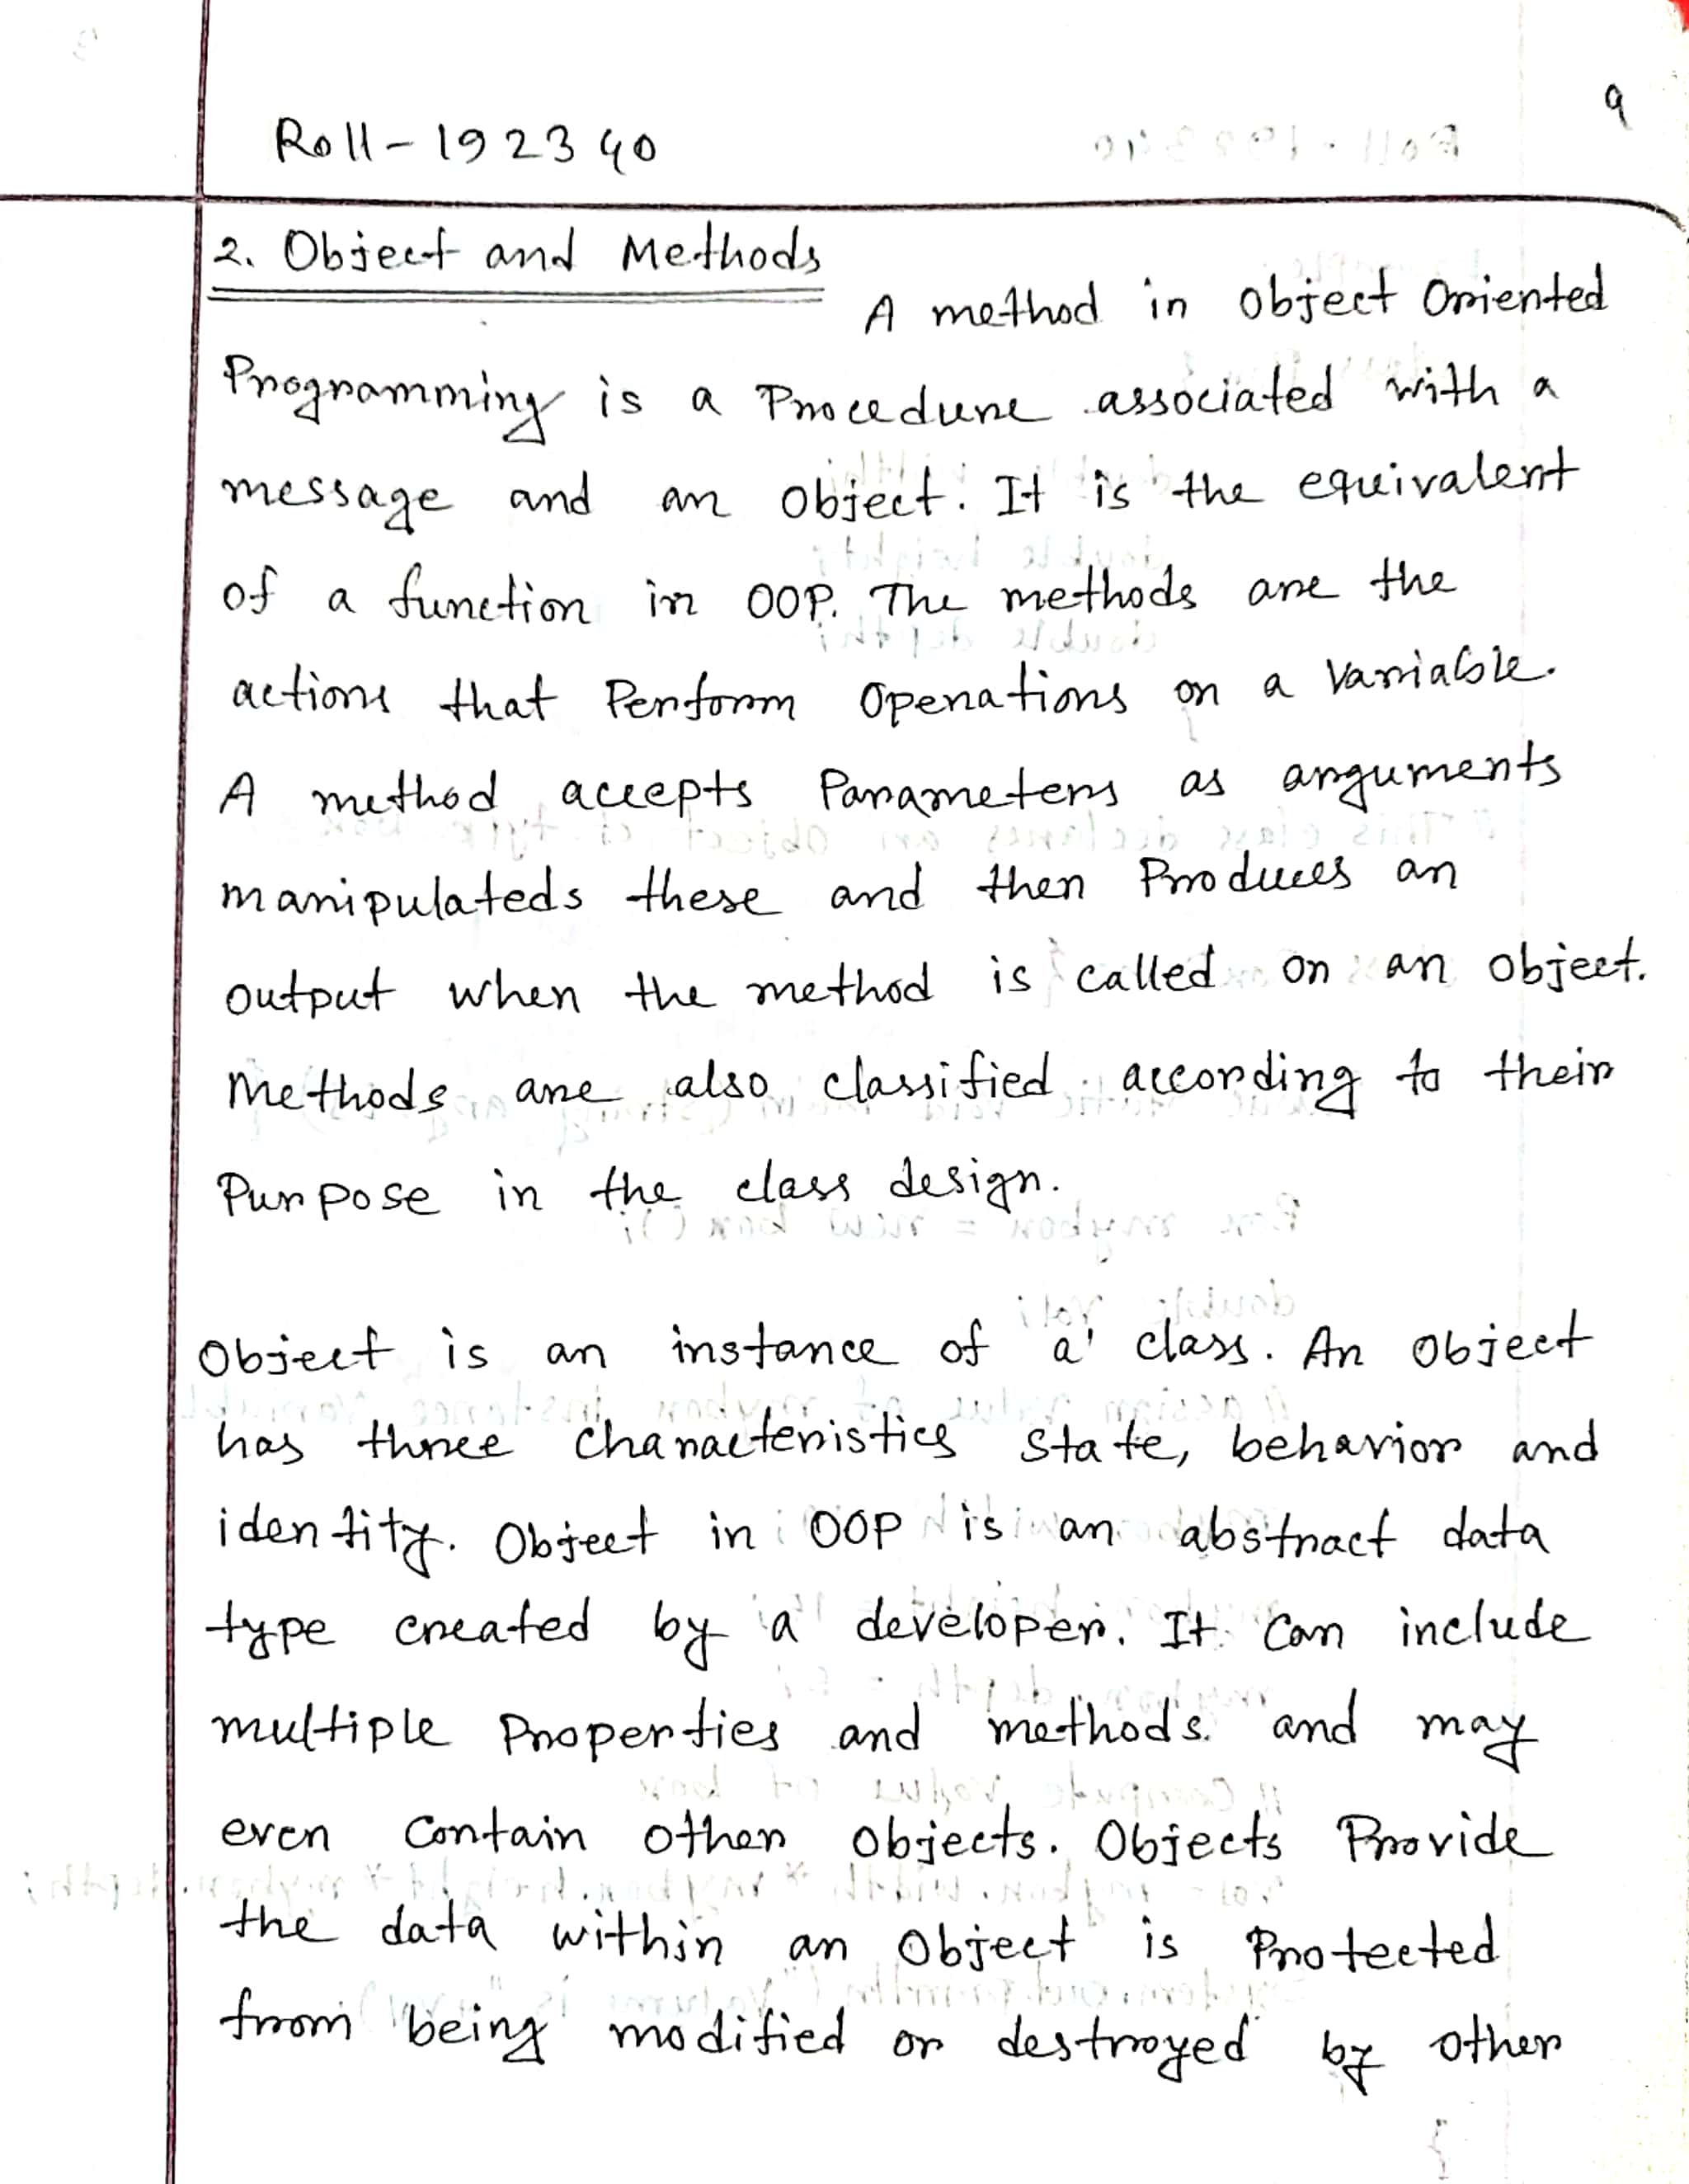 9
Roll-192340
2. Object and Methods
A method in Object Oriented
Programming is a Procedure associated with a
message and an object. It is the equivalent
of a function in OOP. The methods are the
actions that Perform Operations on a Variable.
A method accepts Parameters as arguments
manipulateds these and then Produces an
output when the method is called on an object.
Methods are also classified according to their
Purpose in the class design.
Object is an instance of a class. An Object
has three characteristics state, behavior and
identity. Object in OOP is an abstract data
type created by a developer. It can include
multiple Properties and methods. and may
even contain other objects. Objects Provide
the data within an Object is Protected
from being modified or destroyed by other